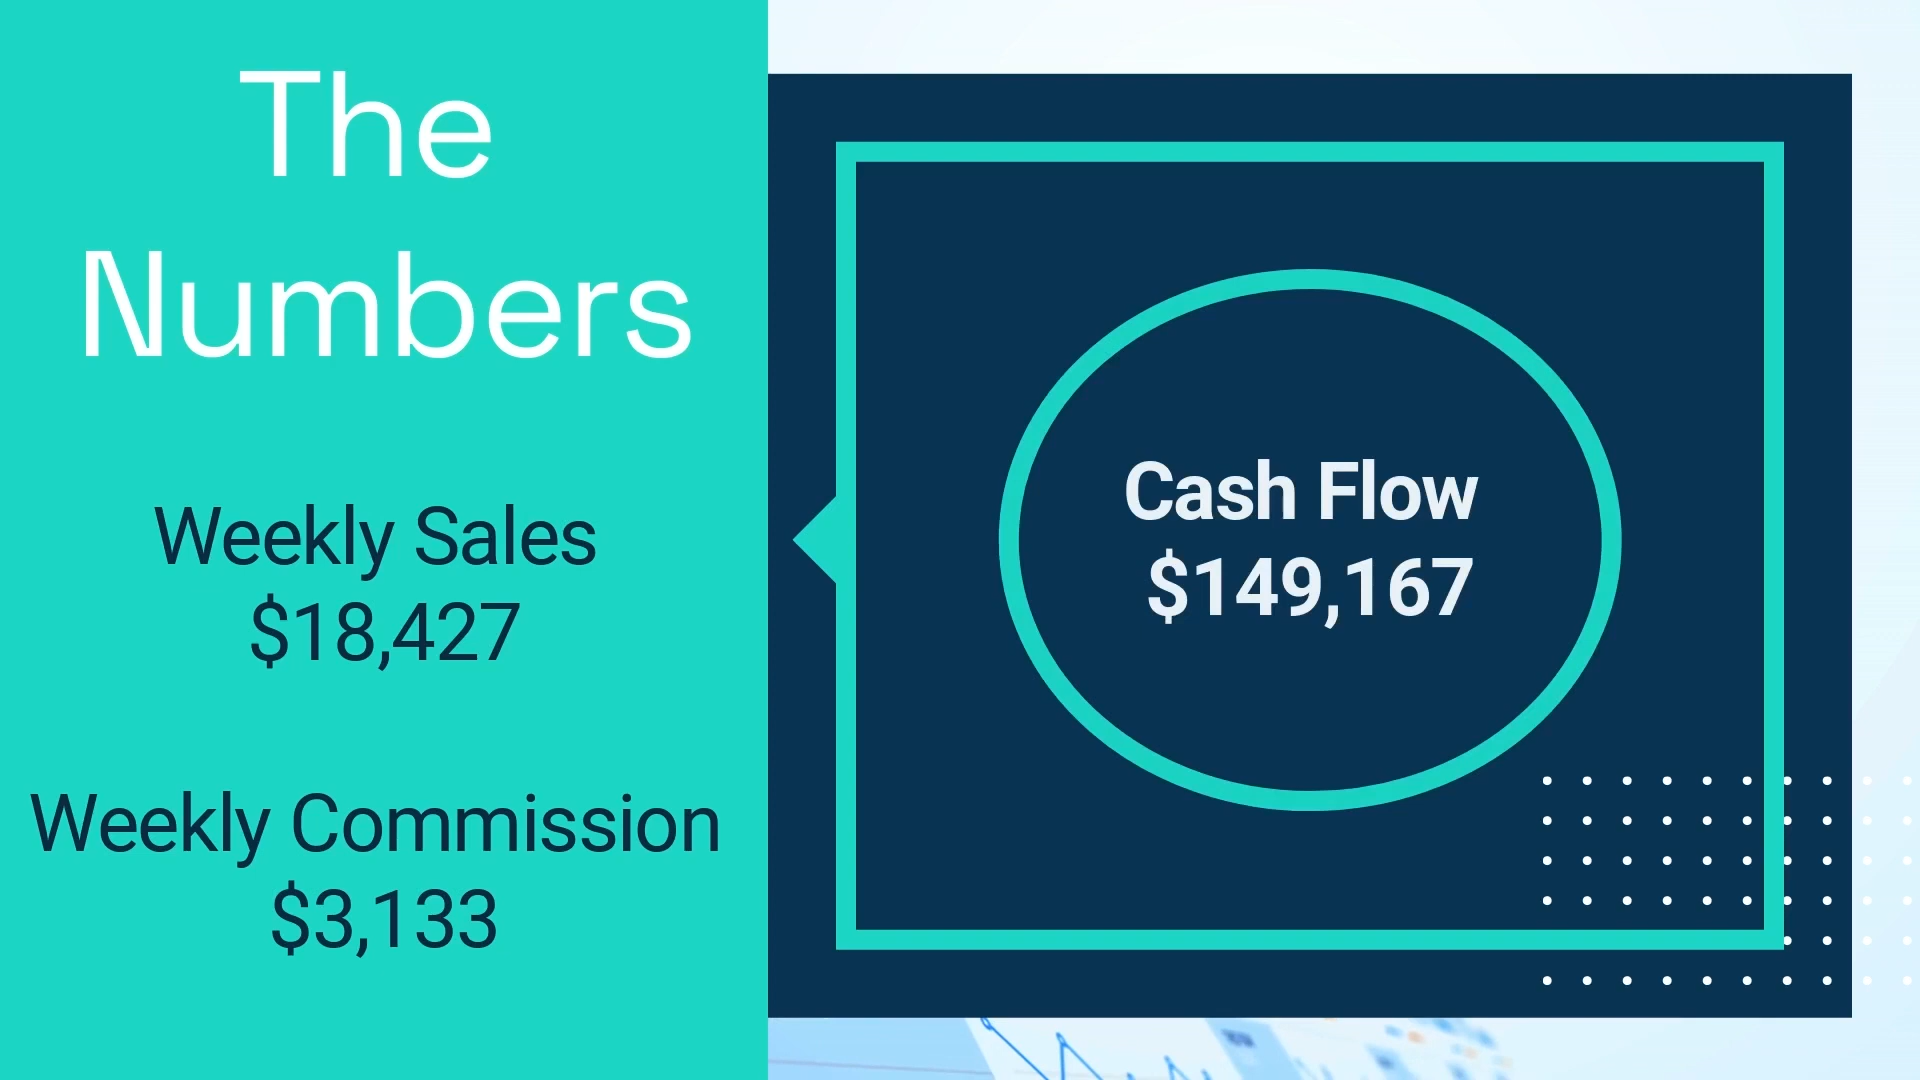 The
Numbers
Weekly Sales
$18,427
Weekly Commission
$3,133
Cash Flow
$149,167